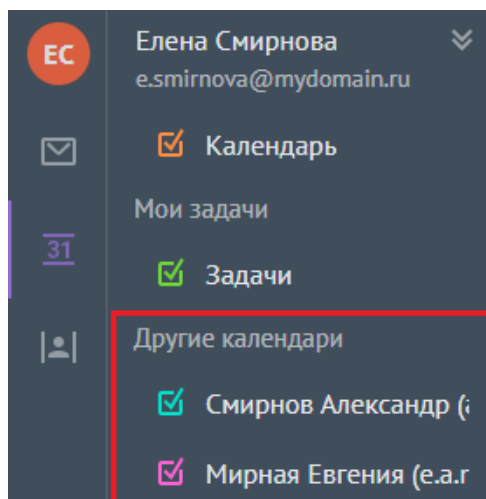 ЕС
Елена Смирнова
e.smirnova@mydomain.ru
Календарь
Мои задачи
31
Задачи
Другие календари
Смирнов Александр
Мирная Евгения (e.a.